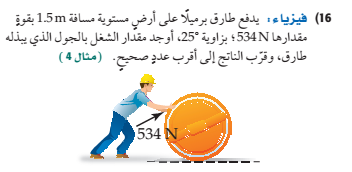 16) فيزياء: يدفع طارق برميلًا على أرضٍ مستوية مسافة 1.5 m بقوةٍ
مقدارها 534 N؛ بزاوية 25°، أوجد مقدار الشغل بالجول الذي يبذله
طارق، وقرّب الناتج إلى أقرب عددٍ صحيحٍ. (مثال 4)
534 N